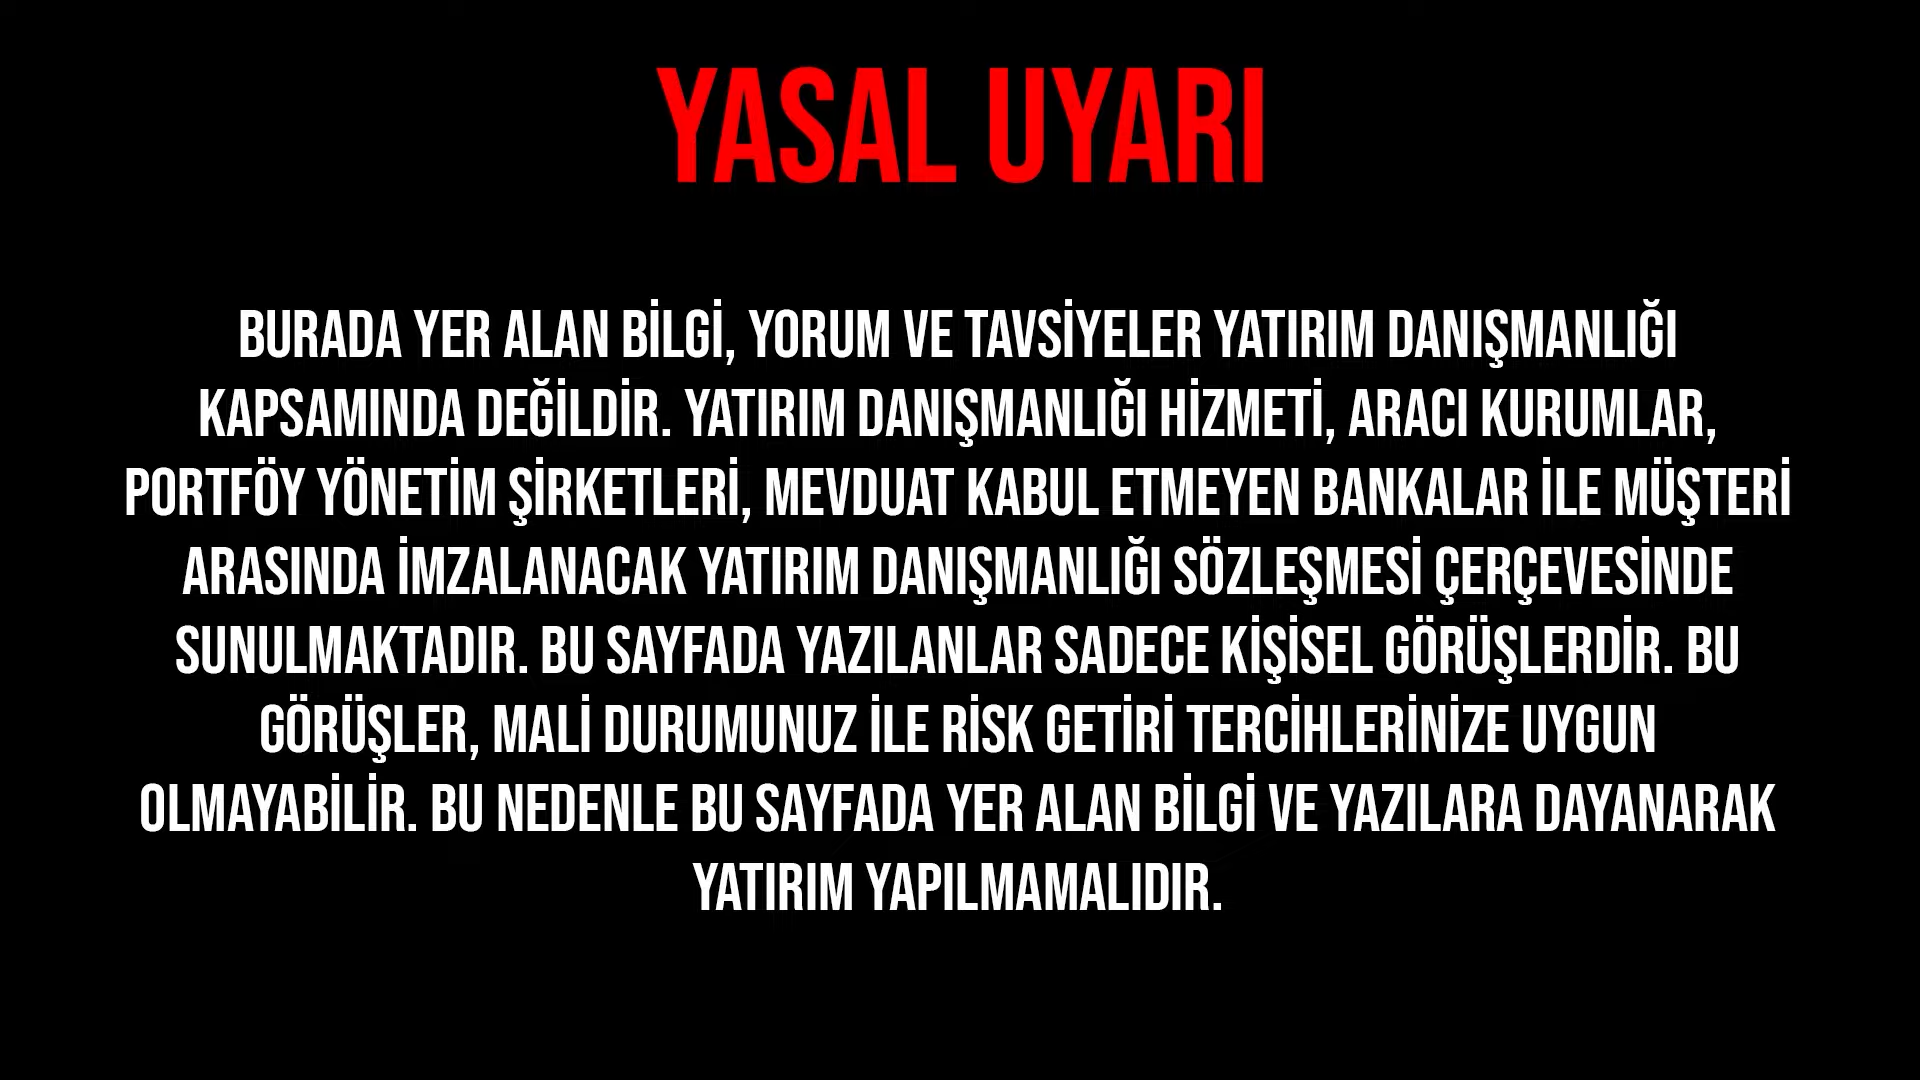 YASAL UYARI
BURADA YER ALAN BİLGİ, YORUM VE TAVSİYELER YATIRIM DANIŞMANLIĞI
KAPSAMINDA DEĞİLDİR. YATIRIM DANIŞMANLIĞI HİZMETİ, ARACI KURUMLAR,
PORTFÖY YÖNETİM ŞİRKETLERİ, MEVDUAT KABUL ETMEYEN BANKALAR İLE MÜŞTERİ
ARASINDA İMZALANACAK YATIRIM DANIŞMANLIĞI SÖZLEŞMESİ ÇERÇEVESİNDE
SUNULMAKTADIR. BU SAYFADA YAZILANLAR SADECE KİŞİSEL GÖRÜŞLERDİR. BU
GÖRÜŞLER, MALİ DURUMUNUZ İLE RİSK GETİRİ TERCİHLERİNİZE UYGUN
OLMAYABİLİR. BU NEDENLE BU SAYFADA YER ALAN BİLGİ VE YAZILARA DAYANARAK
YATIRIM YAPILMAMALIDIR.